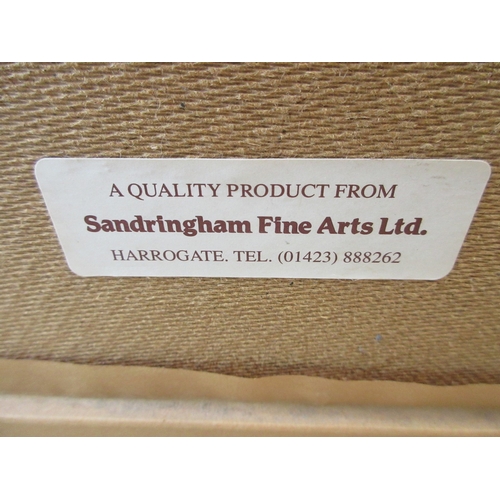 A QUALITY PRODUCT FROM
Sandringham Fine Arts Ltd.
HARROGATE. TEL. (01423) 888262